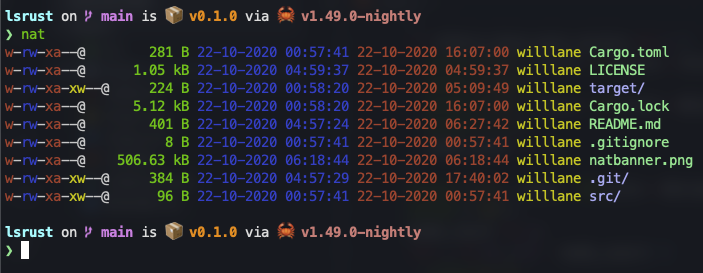 lsrust on main is v0.1.0 via v1.49.0-nightly
❯ nat
w-rw-xa--@ 281 B 22-10-2020 00:57:41 22-10-2020 16:07:00 willlane Cargo.toml
w-rw-xa--@ 1.05 kB 22-10-2020 04:59:37 22-10-2020 04:59:37 willlane LICENSE
w-rw-xa-xw--@ 224 B 22-10-2020 00:58:20 22-10-2020 05:09:49 willlane target/
w-rw-xa--@ 5.12 kB 22-10-2020 00:58:20 22-10-2020 16:07:00 willlane Cargo.lock
w-rw-xa--@ 401 B 22-10-2020 04:57:24 22-10-2020 06:27:42 willlane README.md
w-rw-xa--@ 8 B 22-10-2020 00:57:41 22-10-2020 00:57:41 willlane .gitignore
w-rw-xa--@ 506.63 kB 22-10-2020 06:18:44 22-10-2020 06:18:44 willlane natbanner.png
w-rw-xa-xw--@ 384 B 22-10-2020 04:57:29 22-10-2020 17:40:02 willlane .git/
w-rw-xa-xw--@ 96 B 22-10-2020 00:57:41 22-10-2020 00:57:41 willlane src/
lsrust on main is v0.1.0 via v1.49.0-nightly
❯